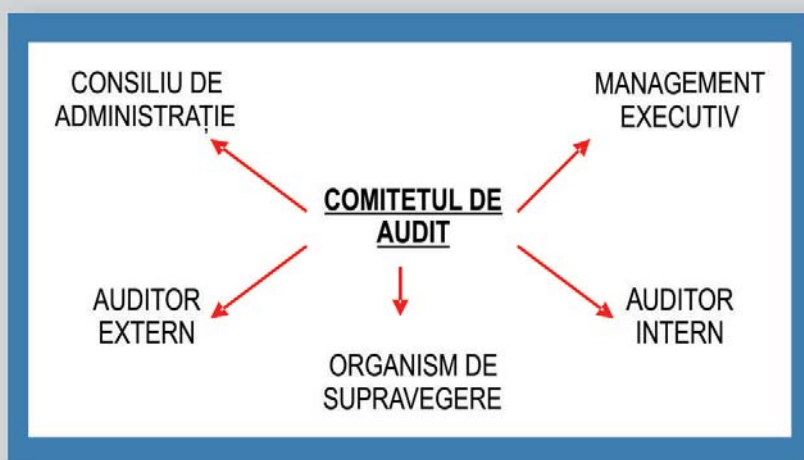 CONSILIU DE
ADMINISTRAȚIE
MANAGEMENT
EXECUTIV
COMITETUL DE
AUDIT
AUDITOR
EXTERN
AUDITOR
INTERN
ORGANISM DE
SUPRAVEGERE